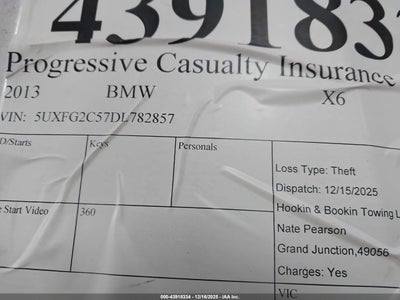 4391833
Progressive Casualty Insurance
2013 BMW X6
VIN: 5UXFG2C57DL782857
D/Starts Keys Personals
Loss Type: Theft
Dispatch: 12/15/2025
Start Video 360 Hookin & Bookin Towing L
Nate Pearson
Grand Junction,49056
Charges: Yes
VIC
000-43918334 - 12/16/2025 - IAA Inc.